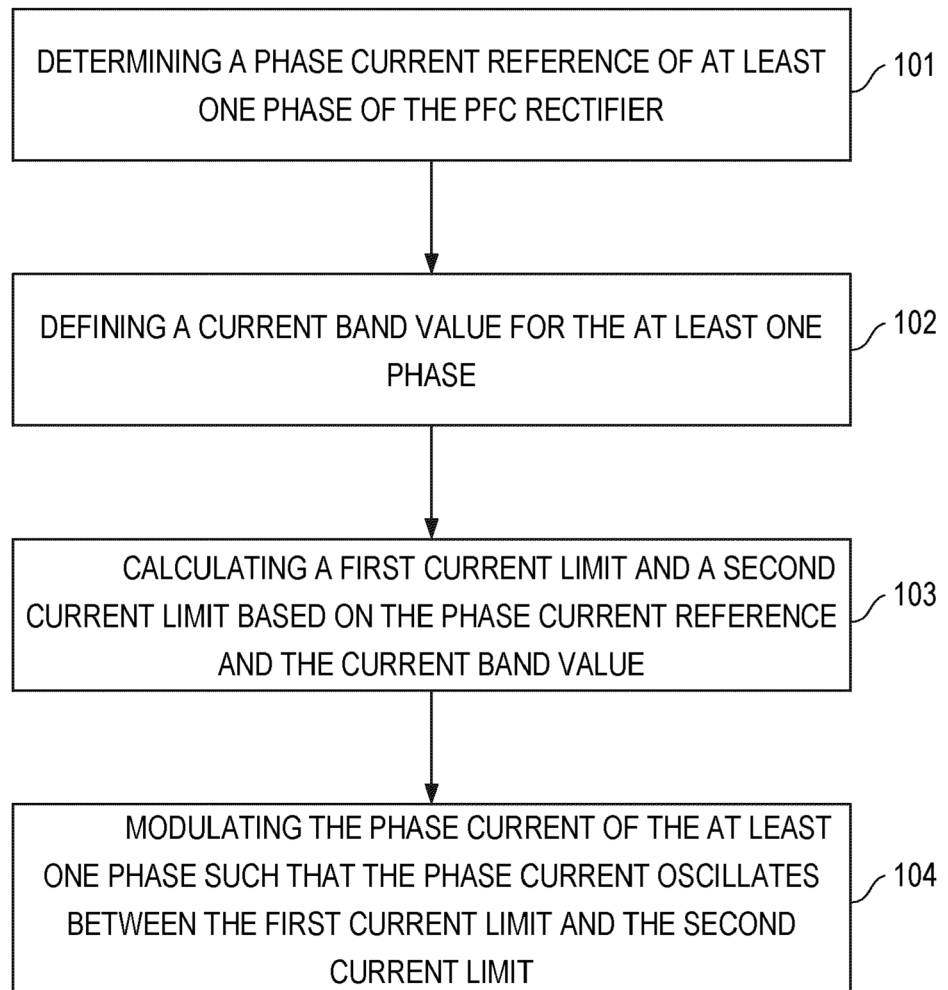 DETERMINING A PHASE CURRENT REFERENCE OF AT LEAST
ONE PHASE OF THE PFC RECTIFIER
101
DEFINING A CURRENT BAND VALUE FOR THE AT LEAST ONE
PHASE
102
CALCULATING A FIRST CURRENT LIMIT AND A SECOND
CURRENT LIMIT BASED ON THE PHASE CURRENT REFERENCE
AND THE CURRENT BAND VALUE
103
MODULATING THE PHASE CURRENT OF THE AT LEAST
ONE PHASE SUCH THAT THE PHASE CURRENT OSCILLATES
BETWEEN THE FIRST CURRENT LIMIT AND THE SECOND
CURRENT LIMIT
104